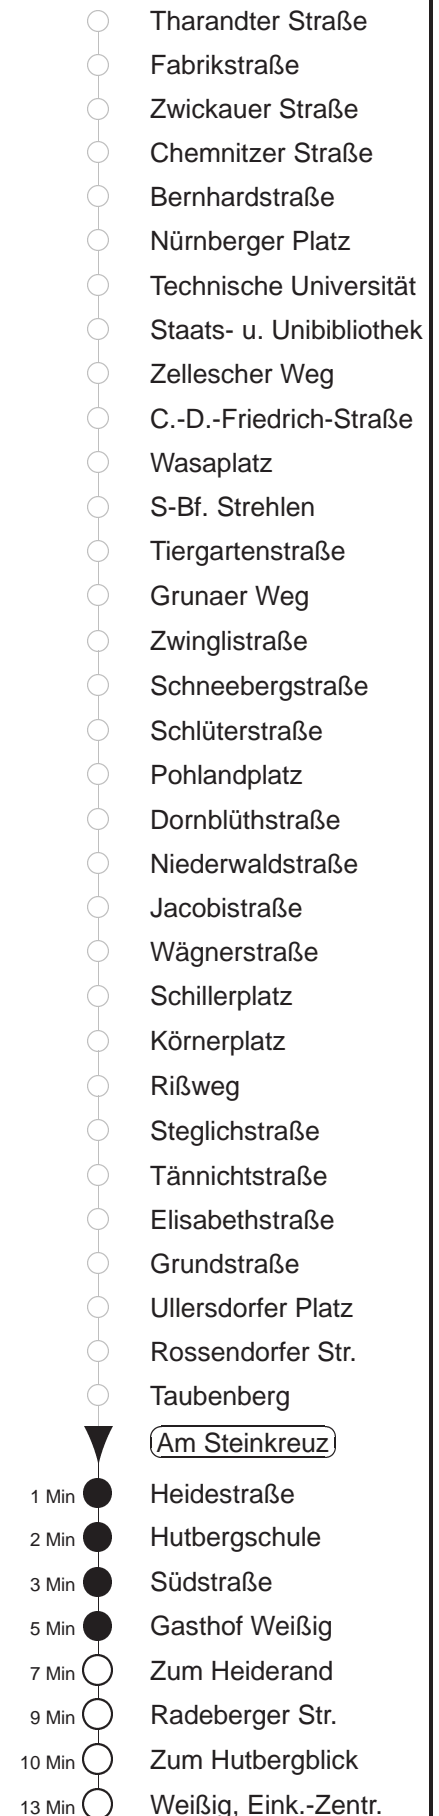 Tharandter Straße
Fabrikstraße
Zwickauer Straße
Chemnitzer Straße
Bernhardstraße
Nürnberger Platz
Technische Universität
Staats- u. Unibibliothek
Zellescher Weg
C.-D.-Friedrich-Straße
Wasaplatz
S-Bf. Strehlen
Tiergartenstraße
Grunaer Weg
Zwinglistraße
Schneebergstraße
Schlüterstraße
Pohlandplatz
Dornblüthstraße
Niederwaldstraße
Jacobistraße
Wägnerstraße
Schillerplatz
Körnerplatz
Rißweg
Steglichstraße
Tännichtstraße
Elisabethstraße
Grundstraße
Ullersdorfer Platz
Rossendorfer Str.
Taubenberg
Am Steinkreuz
1 Min Heidestraße
2 Min Hutbergschule
3 Min Südstraße
5 Min Gasthof Weißig
7 Min Zum Heiderand
9 Min Radeberger Str.
10 Min Zum Hutbergblick
13 Min Weißig, Eink.-Zentr.